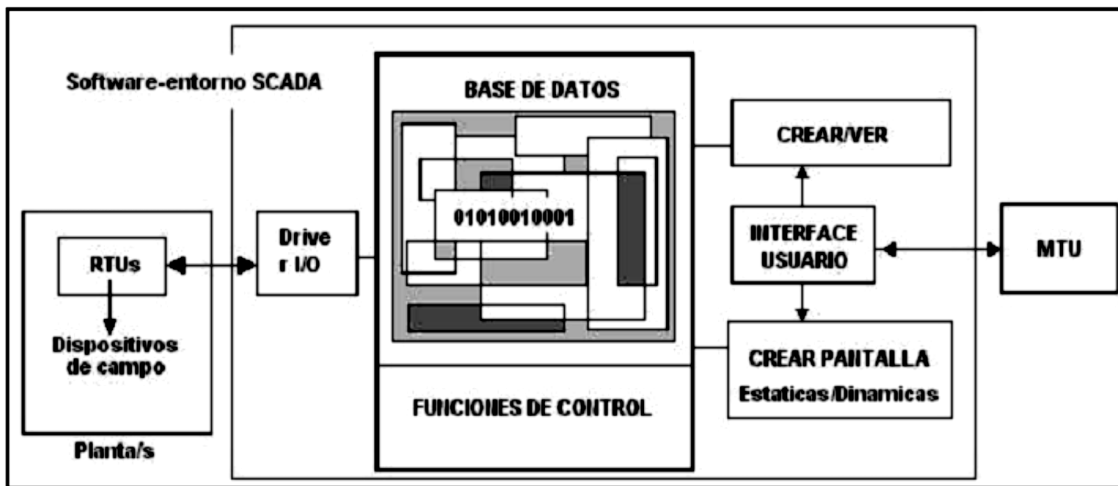 Software-entorno SCADA
BASE DE DATOS
01010010001
FUNCIONES DE CONTROL
RTUs
Dispositivos
de campo
Planta/s
Drive
r I/O
CREAR/VER
INTERFACE
USUARIO
CREAR PANTALLA
Estaticas/Dinamicas
MTU